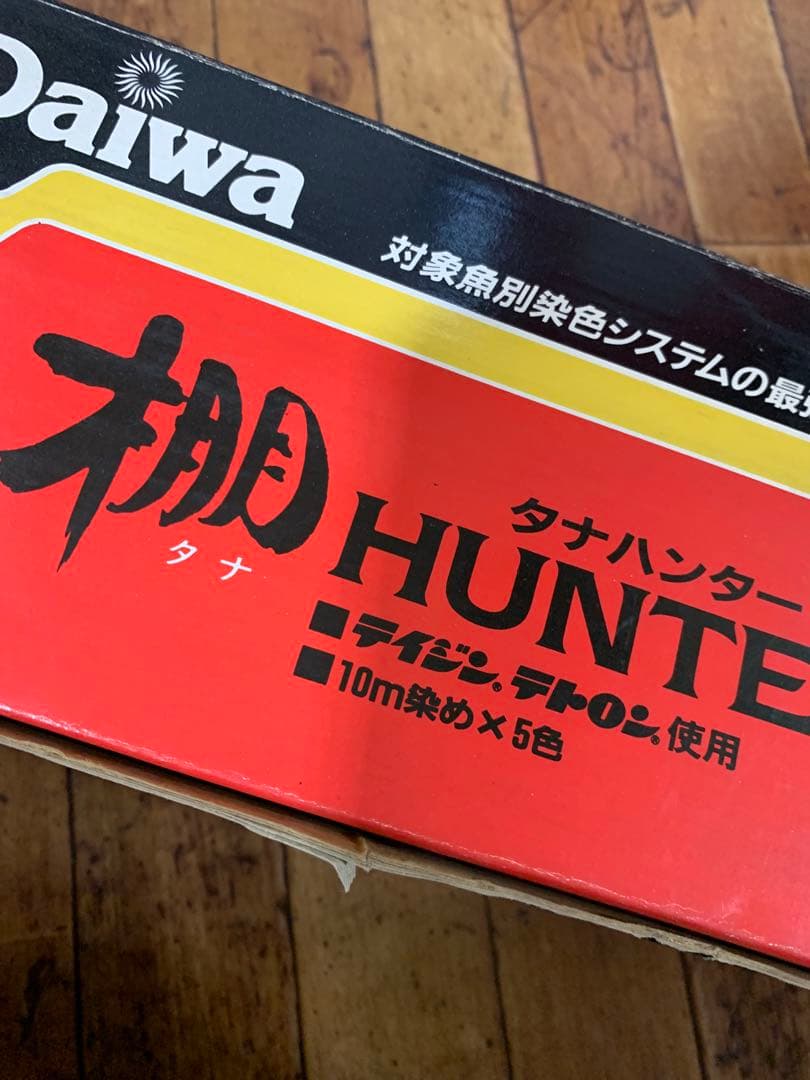 Daiwa
対象魚別染色システムの最
棚
タナ
タナハンター
HUNTE
■テイジン®テトロン®使用
■10m染め×5色